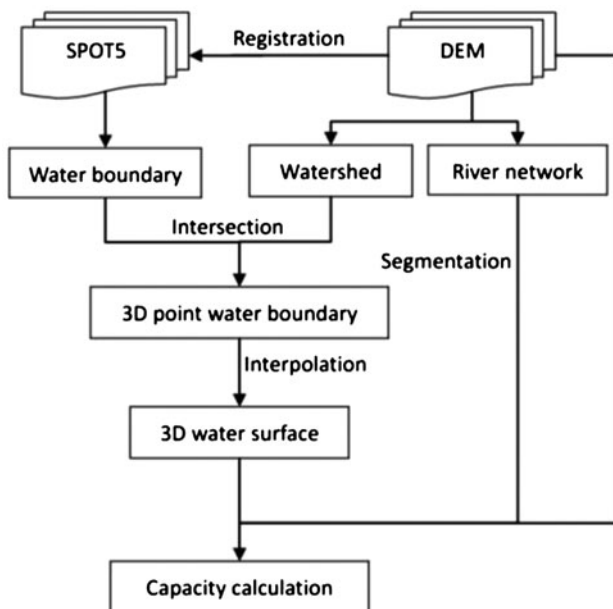 Registration
SPOT5
DEM
Water boundary
Watershed
River network
Intersection
Segmentation
3D point water boundary
Interpolation
3D water surface
Capacity calculation